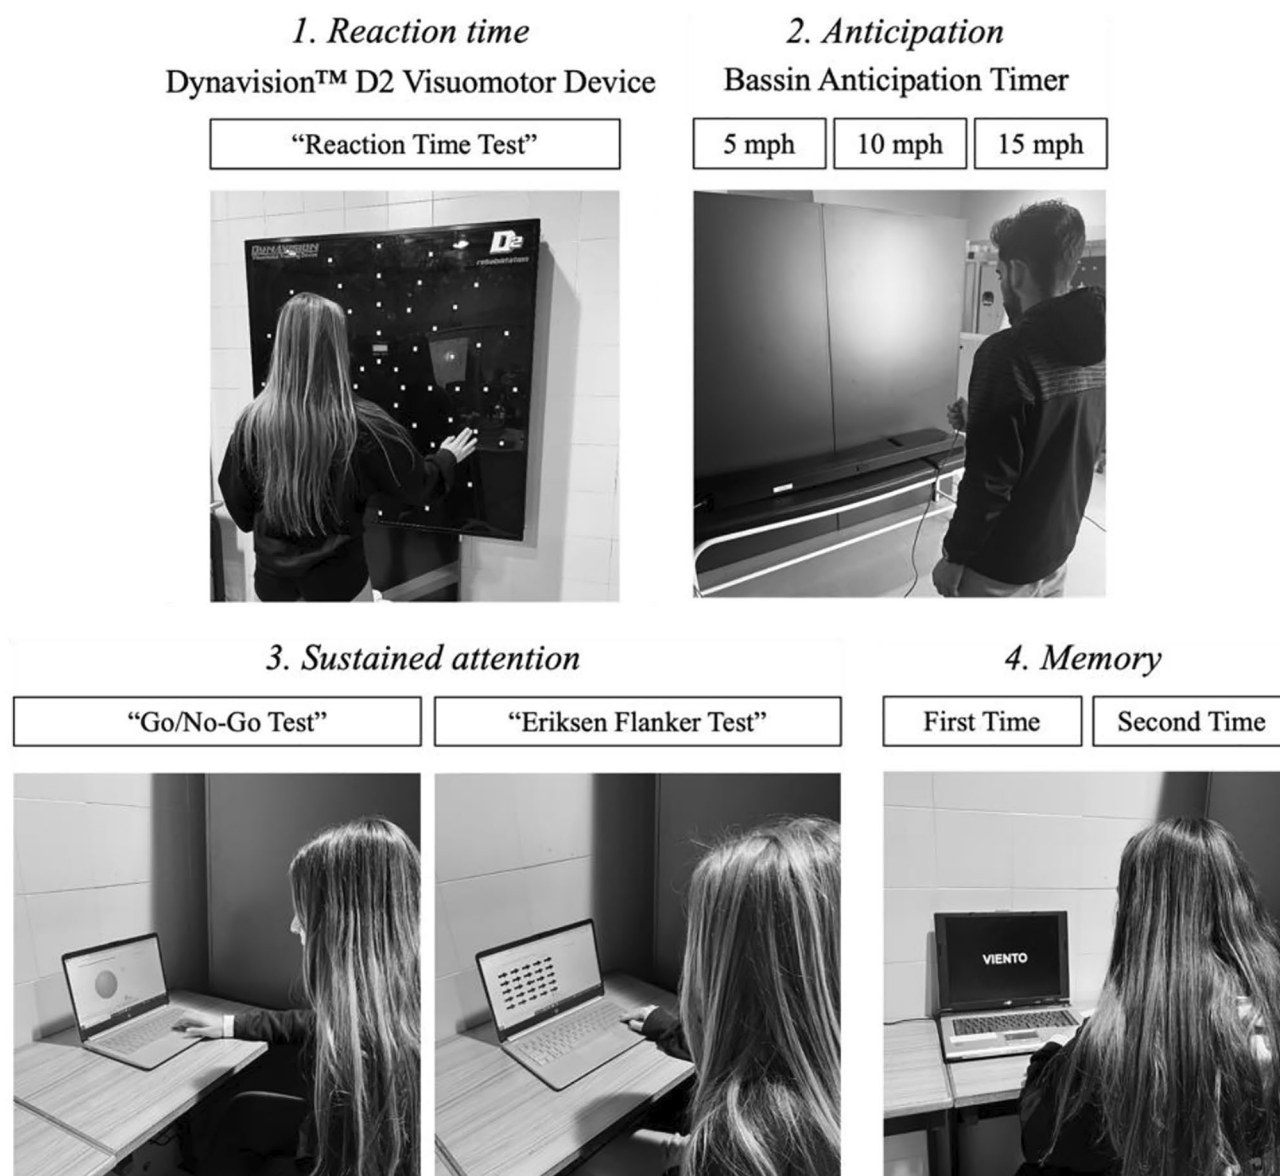 1. Reaction time
Dynavision™ D2 Visuomotor Device
“Reaction Time Test”
2. Anticipation
Bassin Anticipation Timer
5 mph
10 mph
15 mph
DYNAVISION
D2
3. Sustained attention
“Go/No-Go Test”
“Eriksen Flanker Test”
4. Memory
First Time
Second Time
VIENTO